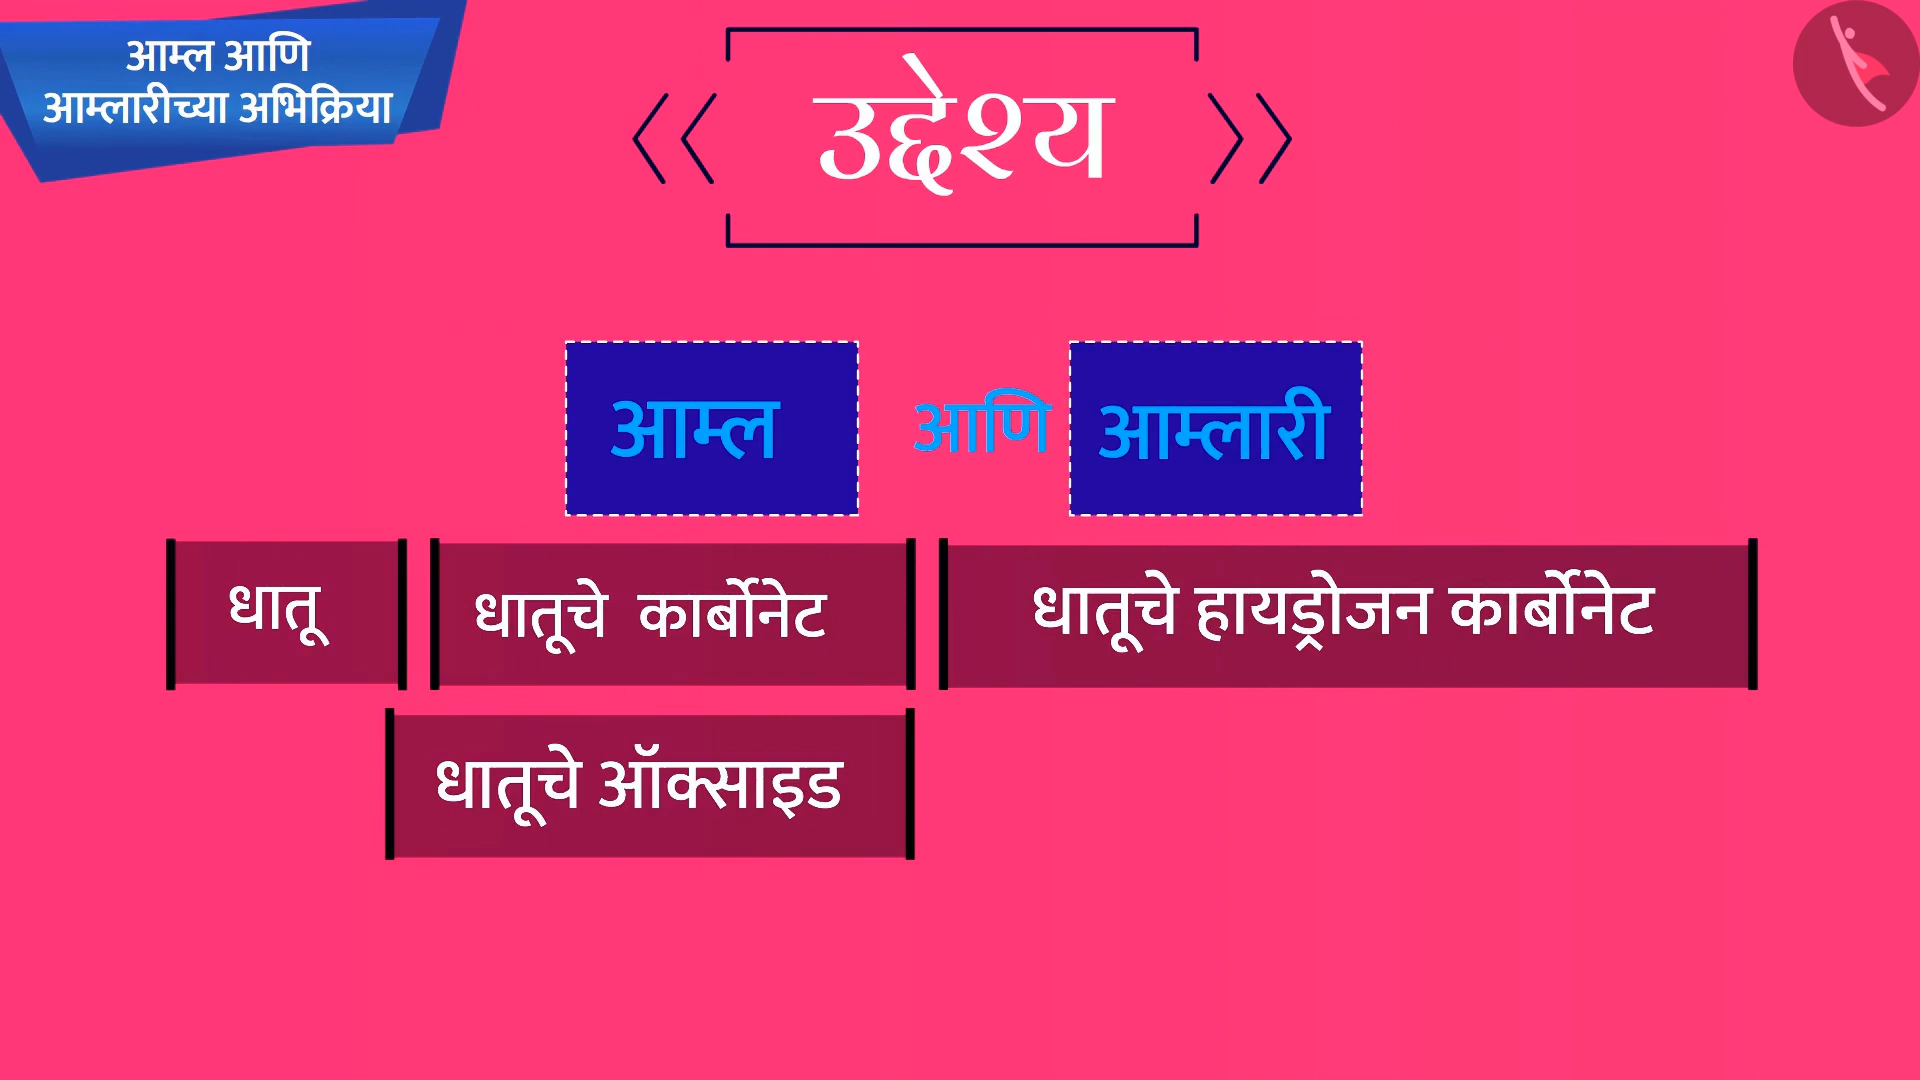 आम्ल आणि
आम्लारीच्या अभिक्रिया
उद्देश्य
आम्ल आणि आम्लारी
धातू धातूचे कार्बोनेट धातूचे हायड्रोजन कार्बोनेट
धातूचे ऑक्साइड